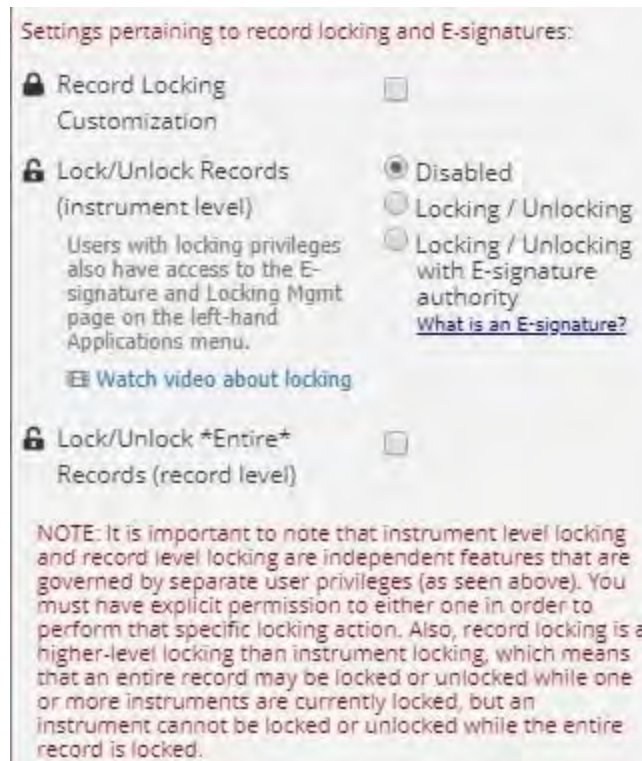 Settings pertaining to record locking and E-signatures:
Record Locking
Customization
Lock/Unlock Records
(instrument level)
Users with locking privileges
also have access to the E-
signature and Locking Mgmt
page on the left-hand
Applications menu.
Watch video about locking
Disabled
Locking / Unlocking
Locking / Unlocking
with E-signature
authority
What is an E-signature?
Lock/Unlock *Entire*
Records (record level)
NOTE: It is important to note that instrument level locking
and record level locking are independent features that are
governed by separate user privileges (as seen above). You
must have explicit permission to either one in order to
perform that specific locking action. Also, record locking is a
higher-level locking than instrument locking, which means
that an entire record may be locked or unlocked while one
or more instruments are currently locked, but an
instrument cannot be locked or unlocked while the entire
record is locked.